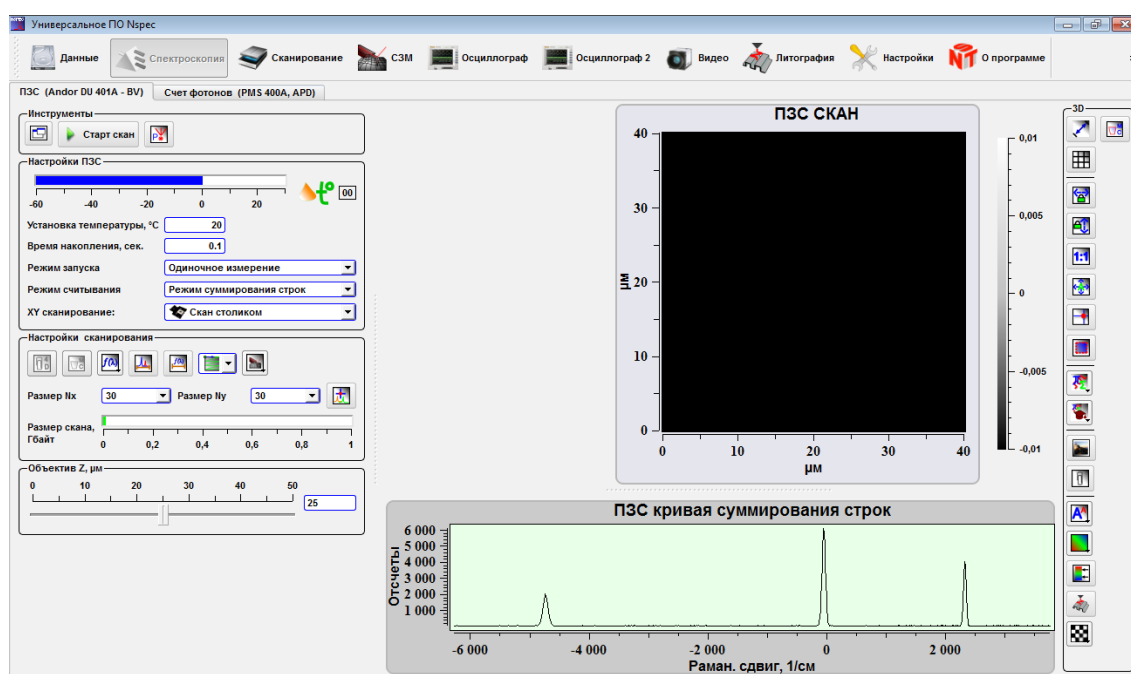 Универсальное ПО Nspec
Данные Спектроскопия Сканирование СЗМ Осциллограф Осциллограф 2 Видео Литография Настройки О программе
ПЗС (Andor DU 401A - BV) Счет фотонов (PMS 400A, APD)
Инструменты
Старт скан
Настройки ПЗС
-60 -40 -20 0 20
t° 00
Установка температуры, °C 20
Время накопления, сек. 0.1
Режим запуска Одиночное измерение
Режим считывания Режим суммирования строк
XY сканирование: Скан столиком
Настройки сканирования
Размер Nx 30 Размер Ny 30
Размер скана,
Гбайт
0 0,2 0,4 0,6 0,8 1
Объектив Z, µм
0 10 20 30 40 50
25
ПЗС СКАН
40
30
20
10
0
µм
0 10 20 30 40
µм
0,01
0,005
0
-0,005
-0,01
3D
1:1
ПЗС кривая суммирования строк
6 000
5 000
4 000
3 000
2 000
1 000
Отсчеты
-6 000 -4 000 -2 000 0 2 000
Раман. сдвиг, 1/см